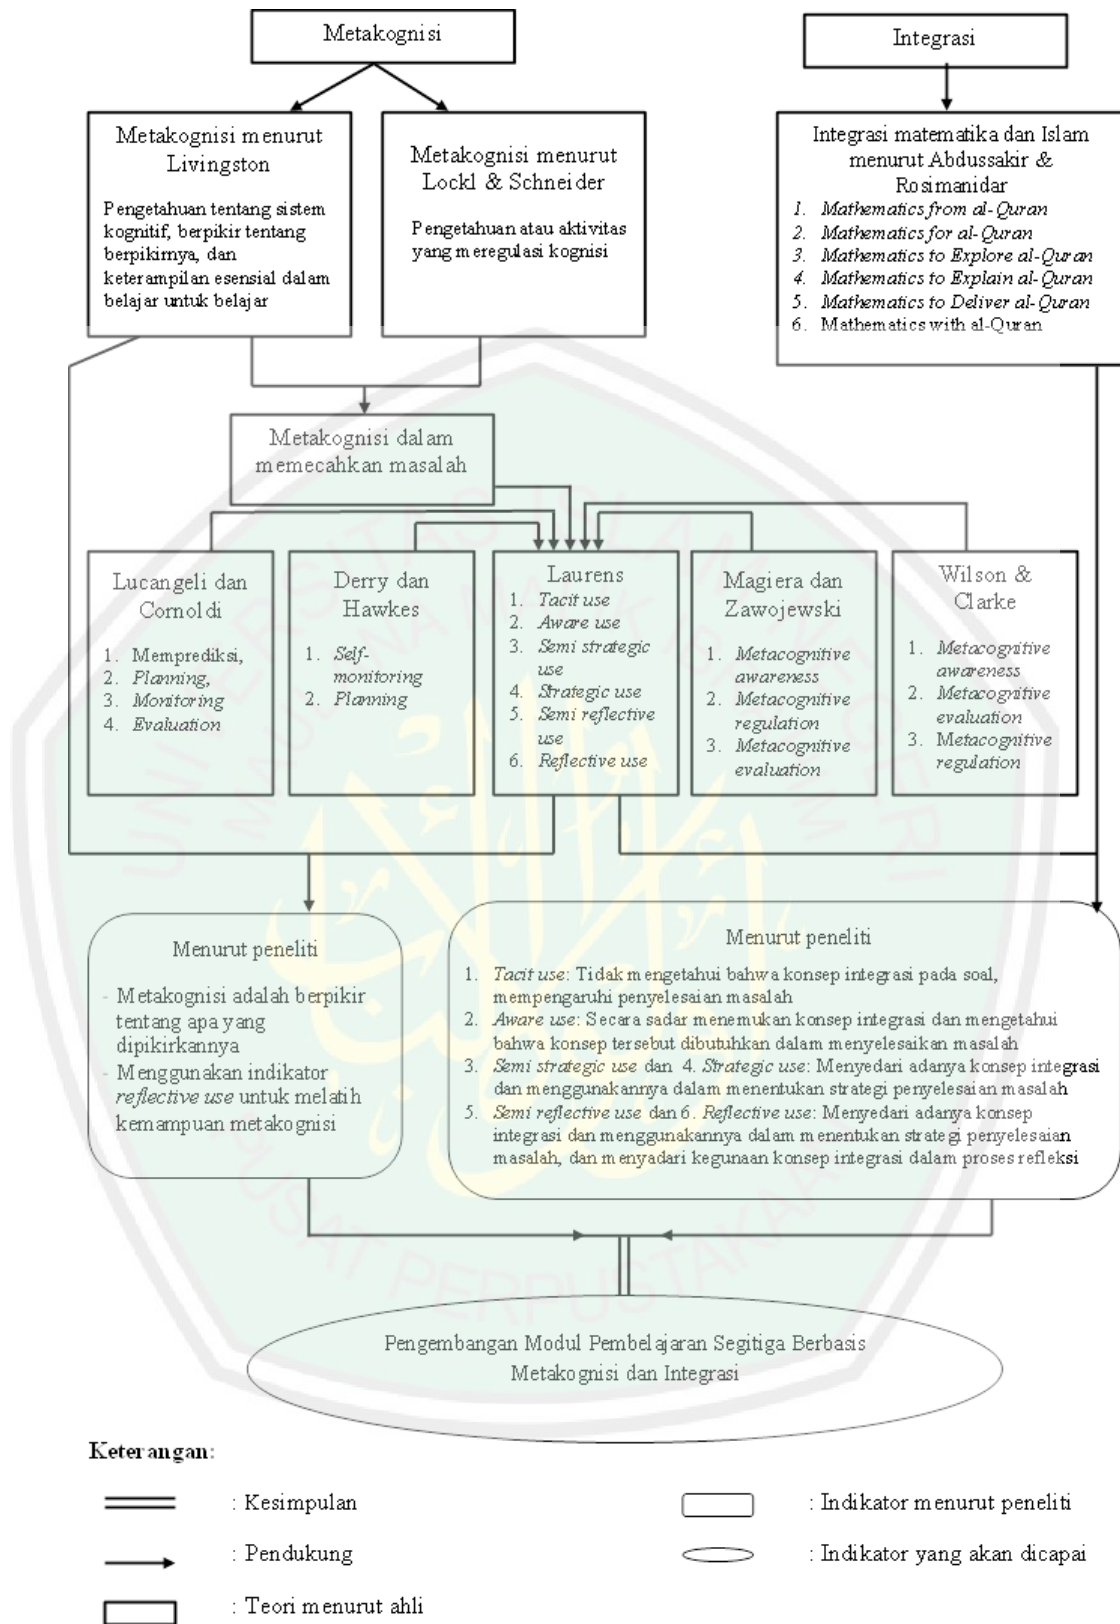 Metakognisi
Integrasi
Metakognisi menurut
Livingston
Pengetahuan tentang sistem
kognitif, berpikir tentang
berpikirnya, dan
keterampilan esensial dalam
belajar untuk belajar
Metakognisi menurut
Lockl & Schneider
Pengetahuan atau aktivitas
yang meregulasi kognisi
Integrasi matematika dan Islam
menurut Abdussakir &
Rosimanidar
1. Mathematics from al-Quran
2. Mathematics for al-Quran
3. Mathematics to Explore al-Quran
4. Mathematics to Explain al-Quran
5. Mathematics to Deliver al-Quran
6. Mathematics with al-Quran
Metakognisi dalam
memecahkan masalah
Lucangeli dan
Cornoldi
1. Memprediksi,
2. Planning,
3. Monitoring
4. Evaluation
Derry dan
Hawkes
1. Self-
monitoring
2. Planning
Laurens
1. Tacit use
2. Aware use
3. Semi strategic
use
4. Strategic use
5. Semi reflective
use
6. Reflective use
Magiera dan
Zawojewski
1. Metacognitive
awareness
2. Metacognitive
regulation
3. Metacognitive
evaluation
Wilson &
Clarke
1. Metacognitive
awareness
2. Metacognitive
evaluation
3. Metacognitive
regulation
Menurut peneliti
- Metakognisi adalah berpikir
tentang apa yang
dipikirkannya
- Menggunakan indikator
reflective use untuk melatih
kemampuan metakognisi
Menurut peneliti
1. Tacit use: Tidak mengetahui bahwa konsep integrasi pada soal,
mempengaruhi penyelesaian masalah
2. Aware use: Secara sadar menemukan konsep integrasi dan mengetahui
bahwa konsep tersebut dibutuhkan dalam menyelesaikan masalah
3. Semi strategic use dan 4. Strategic use: Menyedari adanya konsep integrasi
dan menggunakannya dalam menentukan strategi penyelesaian masalah
5. Semi reflective use dan 6. Reflective use: Menyedari adanya konsep
integrasi dan menggunakannya dalam menentukan strategi penyelesaian
masalah, dan menyadari kegunaan konsep integrasi dalam proses refleksi
Pengembangan Modul Pembelajaran Segitiga Berbasis
Metakognisi dan Integrasi
Keterangan:
: Kesimpulan
: Indikator menurut peneliti
: Pendukung
: Indikator yang akan dicapai
: Teori menurut ahli
UNIVERSITAS ISLAM NEGERI
MAULANA MALIK IBRAHIM
PUSAT PERPUSTAKAAN